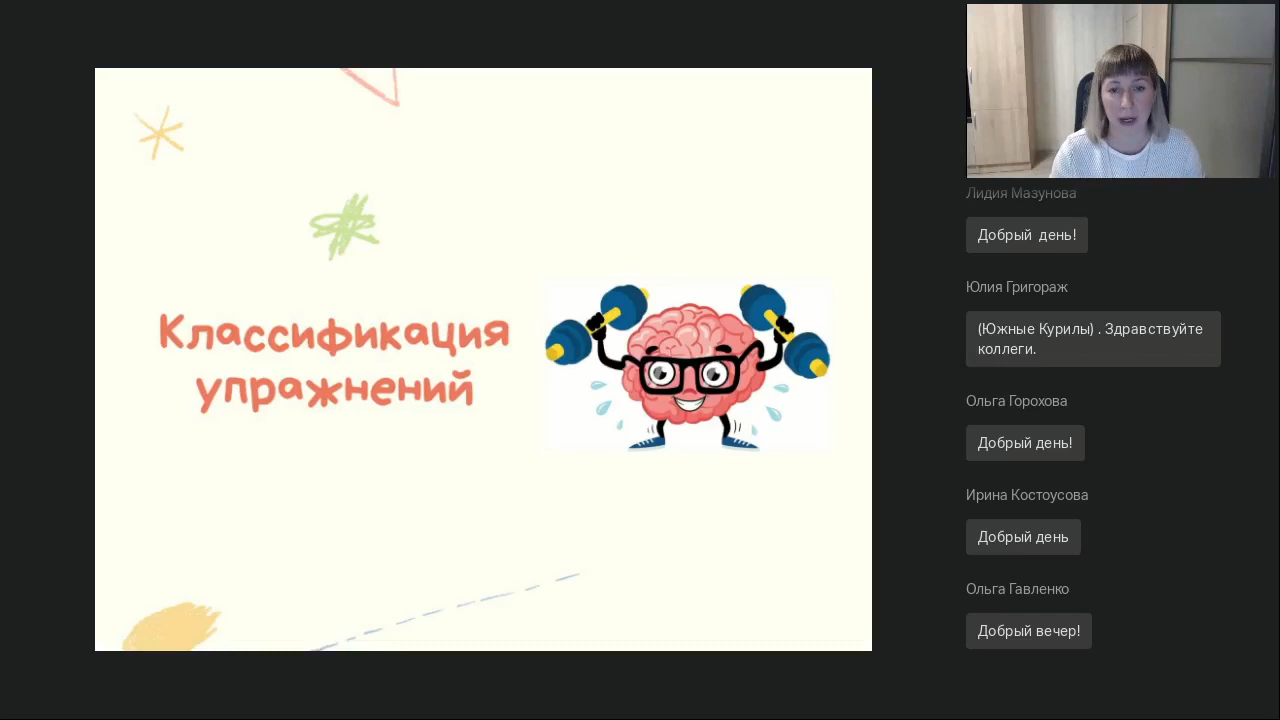 Классификация
упражнений
Лидия Мазунова
Добрый день!
Юлия Григораж
(Южные Курилы) . Здравствуйте
коллеги.
Ольга Горохова
Добрый день!
Ирина Костоусова
Добрый день
Ольга Гавленко
Добрый вечер!